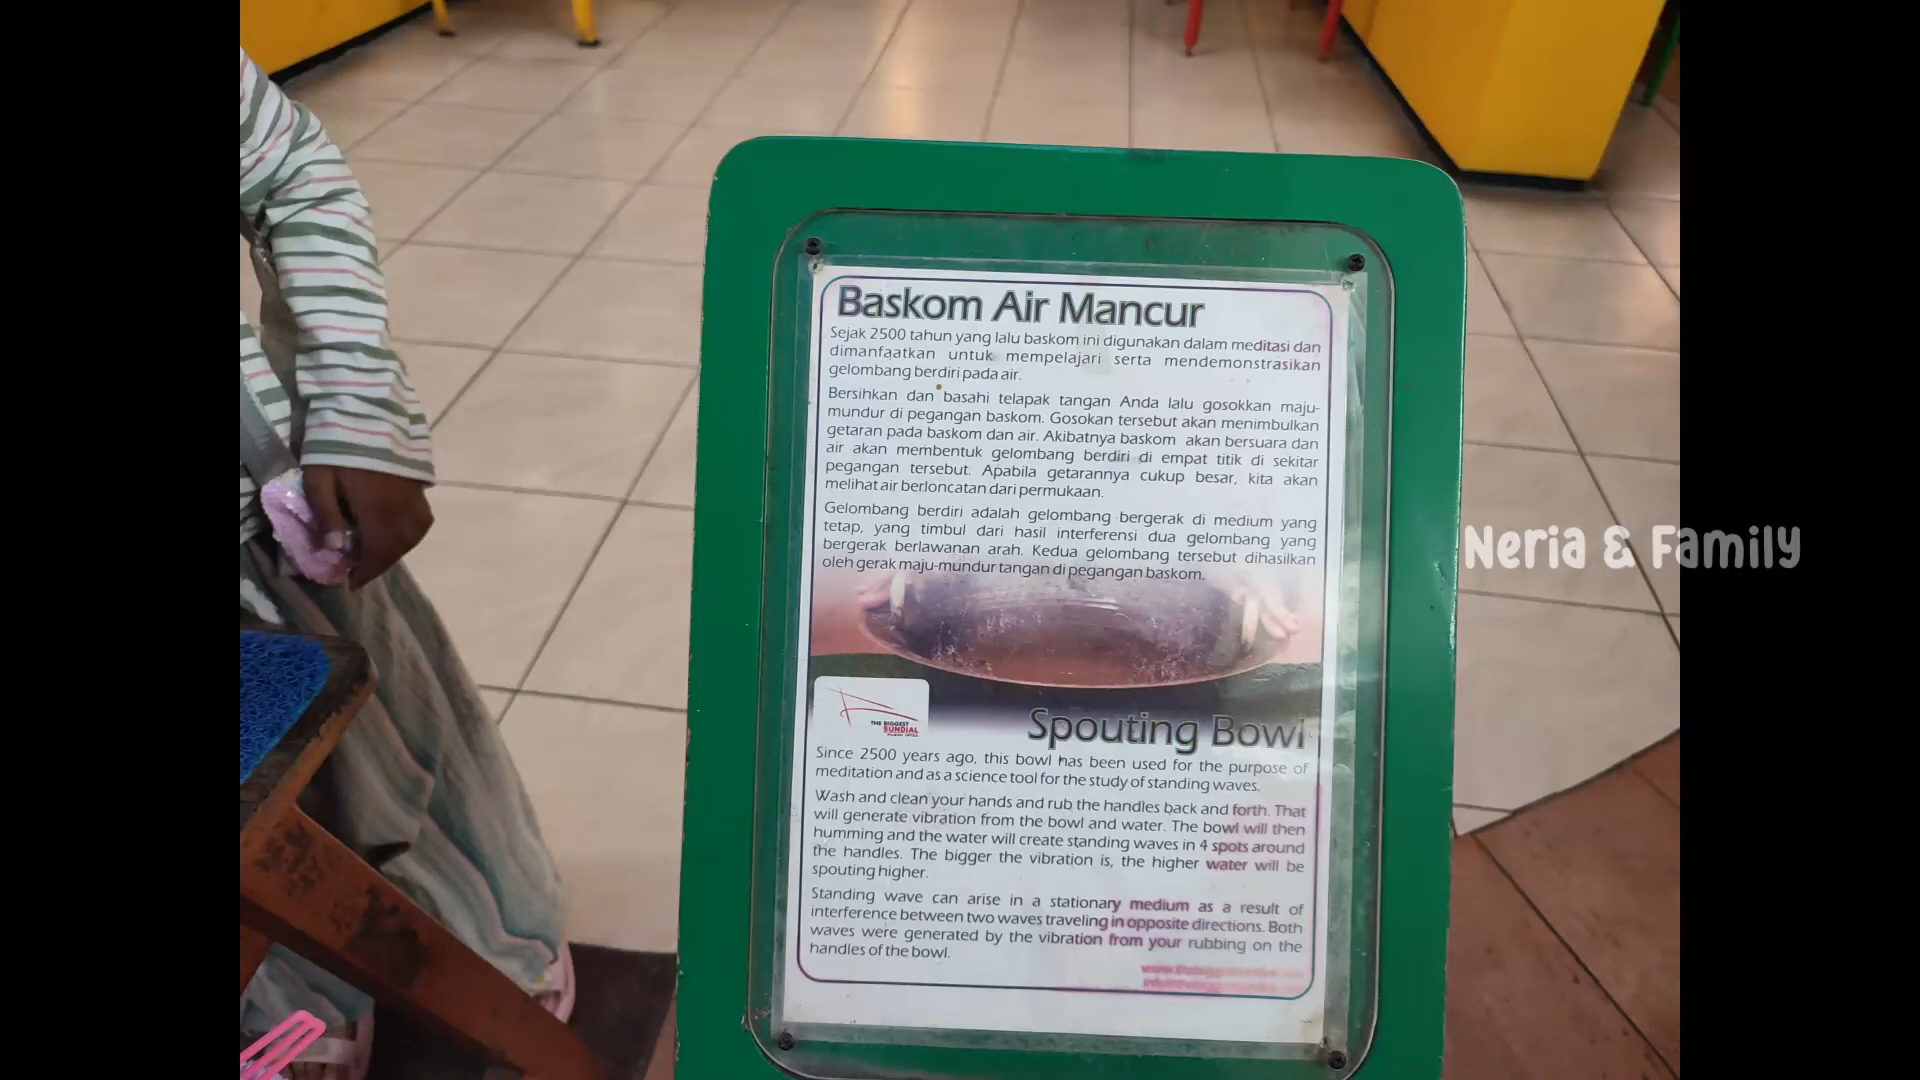 Baskom Air Mancur
Sejak 2500 tahun yang lalu baskom ini digunakan dalam meditasi dan
dimanfaatkan untuk mempelajari serta mendemonstrasikan
gelombang berdiri pada air.
Bersihkan dan basahi telapak tangan Anda lalu gosokkan maju-
mundur di pegangan baskom. Gosokan tersebut akan menimbulkan
getaran pada baskom dan air. Akibatnya baskom akan bersuara dan
air akan membentuk gelombang berdiri di empat titik di sekitar
pegangan tersebut. Apabila getarannya cukup besar, kita akan
melihat air berloncatan dari permukaan.
Gelombang berdiri adalah gelombang bergerak di medium yang
tetap, yang timbul dari hasil interferensi dua gelombang yang
bergerak berlawanan arah. Kedua gelombang tersebut dihasilkan
oleh gerak maju-mundur tangan di pegangan baskom.
THE BIGGEST
SUNDIAL
Spouting Bowl
Since 2500 years ago, this bowl has been used for the purpose of
meditation and as a science tool for the study of standing waves.
Wash and clean your hands and rub the handles back and forth. That
will generate vibration from the bowl and water. The bowl will then
humming and the water will create standing waves in 4 spots around
the handles. The bigger the vibration is, the higher water will be
spouting higher.
Standing wave can arise in a stationary medium as a result of
interference between two waves traveling in opposite directions. Both
waves were generated by the vibration from your rubbing on the
handles of the bowl.
Neria & Family